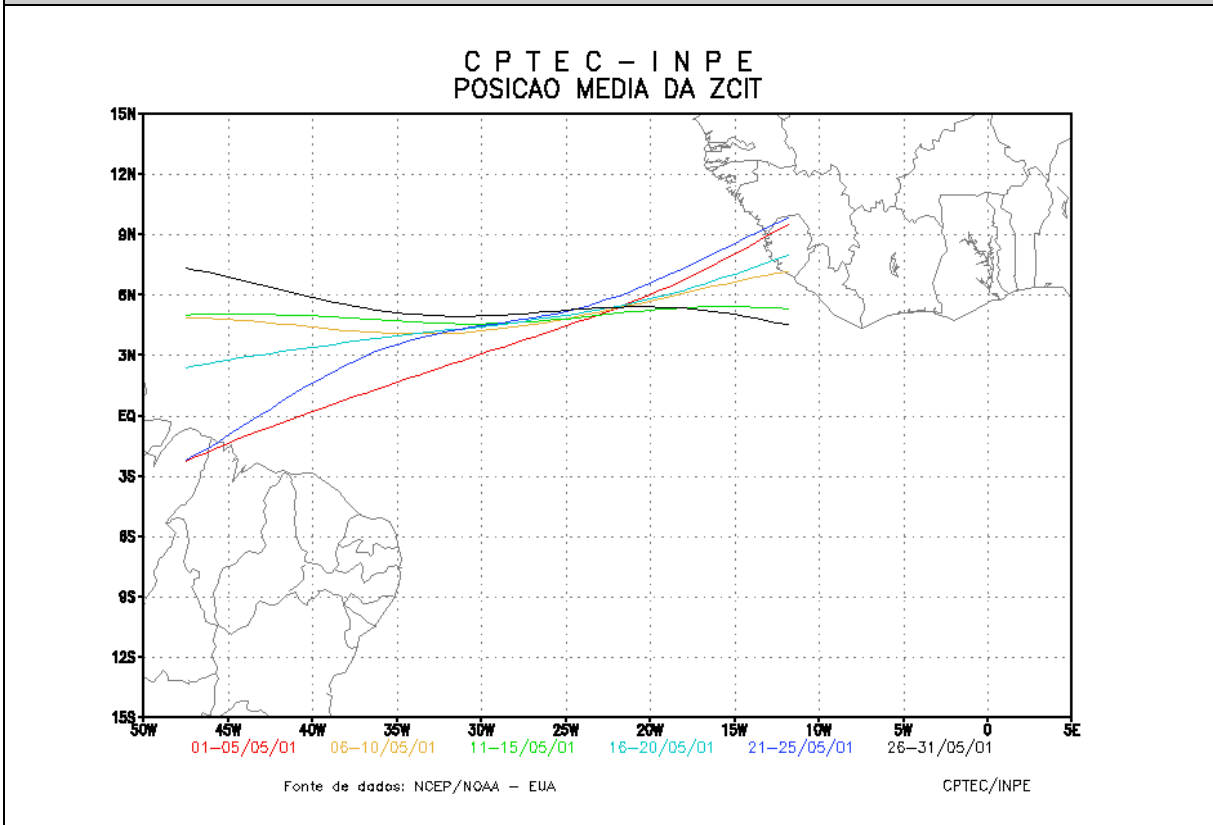 CPTEC-INPE
POSICAO MEDIA DA ZCIT
15N
12N
9N
6N
3N
EQ
3S
6S
9S
12S
15S
50W 45W 40W 35W 30W 25W 20W 15W 10W 5W 0 5E
01-05/05/01 06-10/05/01 11-15/05/01 16-20/05/01 21-25/05/01 26-31/05/01
Fonte de dados: NCEP/NOAA - EUA CPTEC/INPE